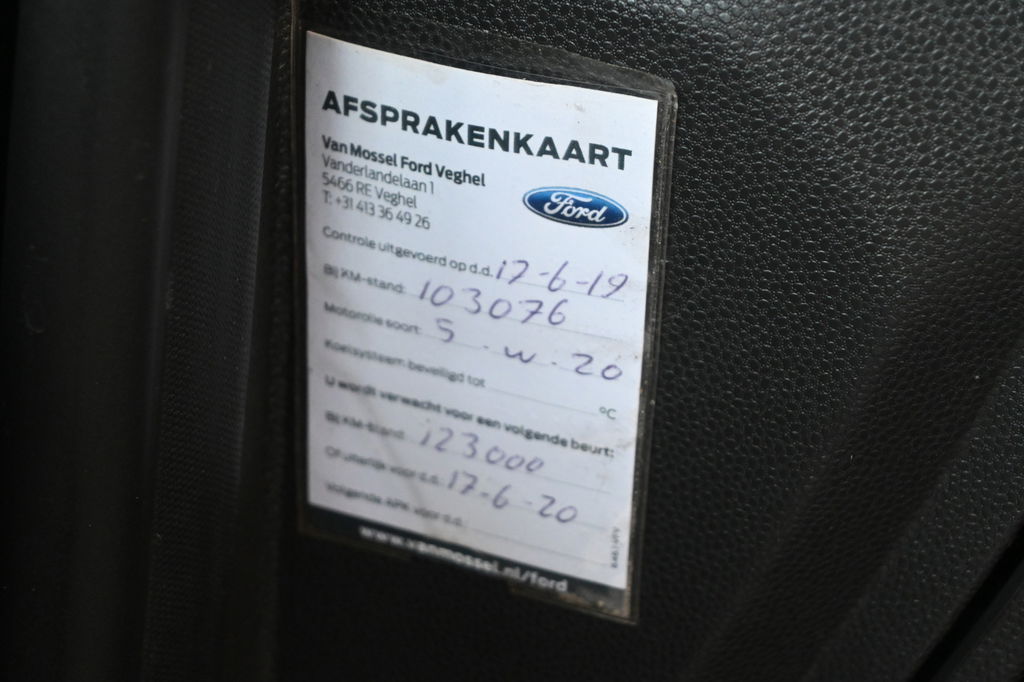 AFSPRAKENKAART
Van Mossel Ford Veghel
Vanderlandelaan 1
5466 RE Veghel
T: +31 413 36 49 26
Ford
Controle uitgevoerd op d.d. 17-6-19
Bij KM-stand: 103076
Motorolie soort: 5 . w . 20
Koelsysteem beveiligd tot °C
U wordt verwacht voor een volgende beurt:
Bij KM-stand: 123000
Of uiterlijk voor d.d. 17-6-20
Volgende APK voor d.d.
www.vanmossel.nl/ford